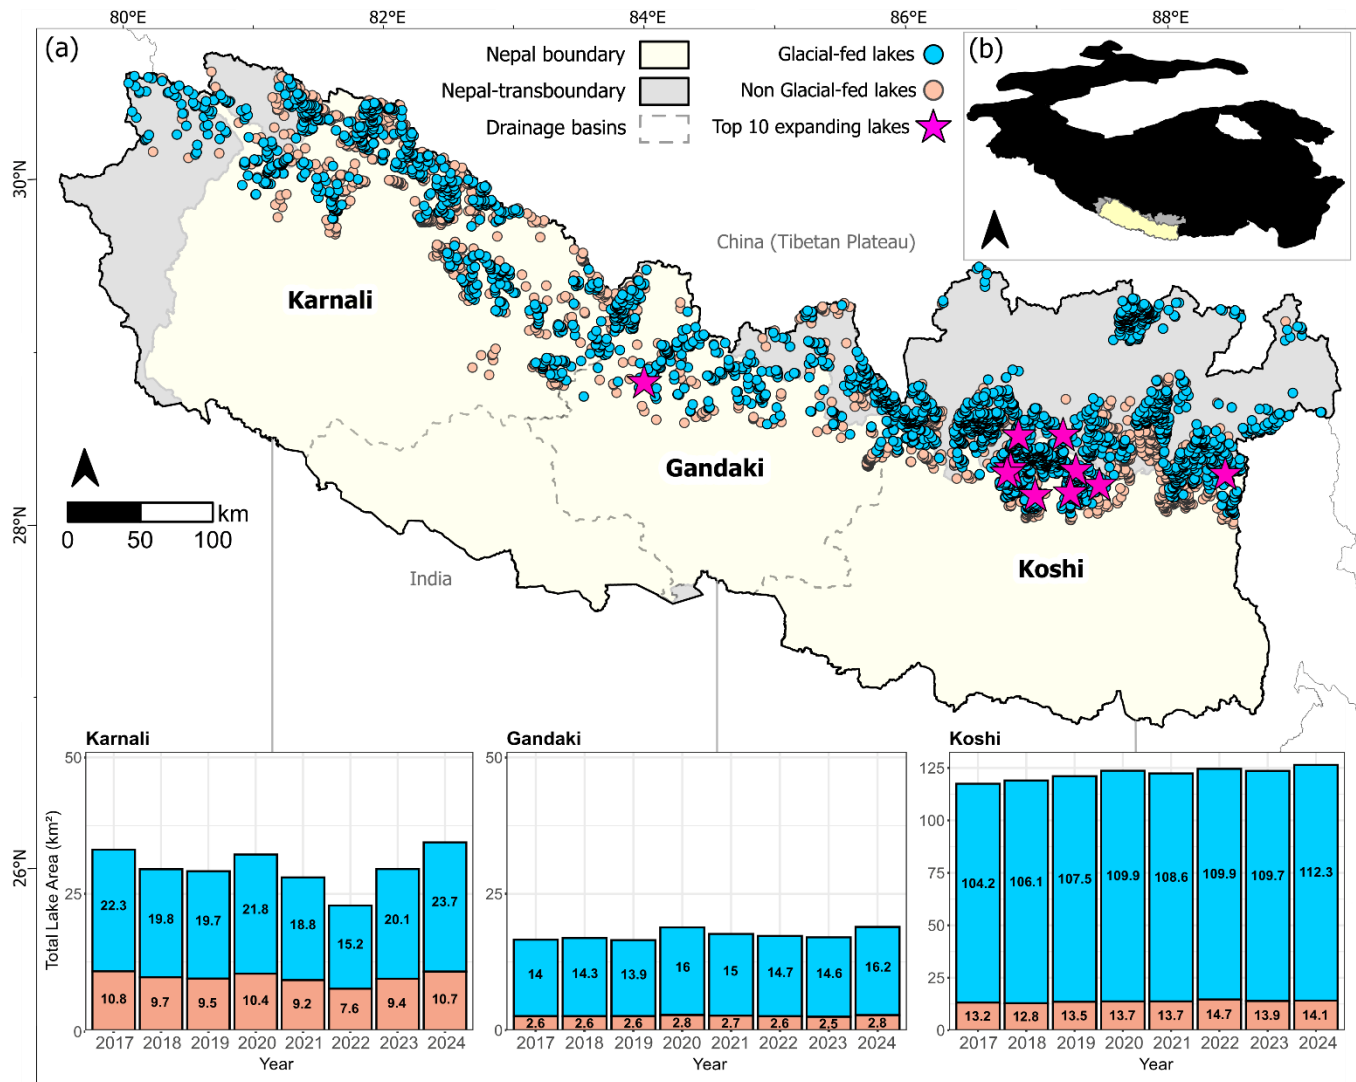 80°E
82°E
84°E
86°E
88°E
(a)
Nepal boundary
Nepal-transboundary
Drainage basins
Glacial-fed lakes
Non Glacial-fed lakes
Top 10 expanding lakes
(b)
30°N
28°N
26°N
China (Tibetan Plateau)
Karnali
Gandaki
Koshi
India
km
0 50 100
Karnali
Total Lake Area (km²)
50
25
0
22.3 19.8 19.7 21.8 18.8 15.2 20.1 23.7
10.8 9.7 9.5 10.4 9.2 7.6 9.4 10.7
2017 2018 2019 2020 2021 2022 2023 2024
Year
Gandaki
50
25
0
14 14.3 13.9 16 15 14.7 14.6 16.2
2.6 2.6 2.6 2.8 2.7 2.6 2.5 2.8
2017 2018 2019 2020 2021 2022 2023 2024
Year
Koshi
125
100
75
50
25
0
104.2 106.1 107.5 109.9 108.6 109.9 109.7 112.3
13.2 12.8 13.5 13.7 13.7 14.7 13.9 14.1
2017 2018 2019 2020 2021 2022 2023 2024
Year